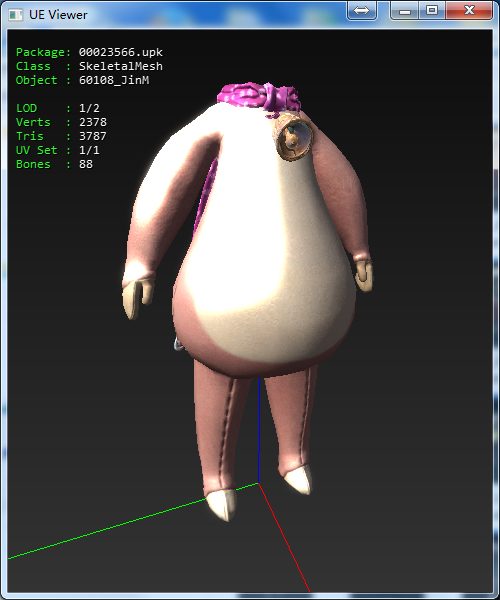 UE Viewer
Package: 00023566.upk
Class : SkeletalMesh
Object : 60108_JinM
LOD : 1/2
Verts : 2378
Tris : 3787
UV Set : 1/1
Bones : 88